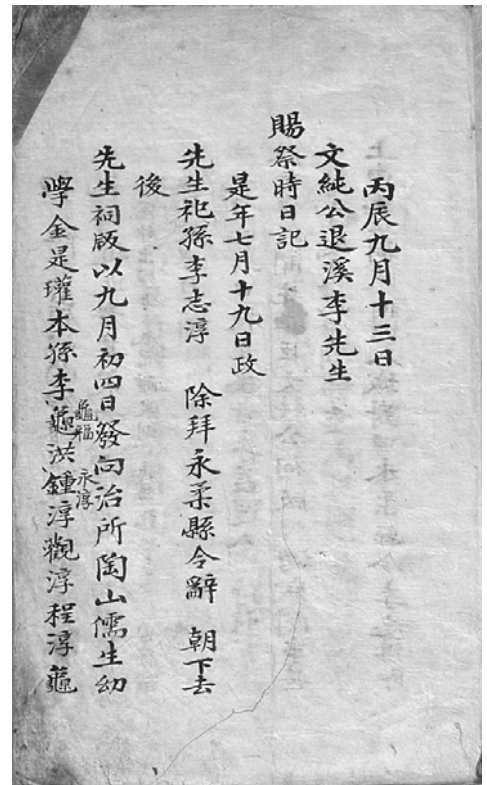 丙辰九月十三日
文純公退溪李先生
賜祭時日記
是年七月十九日政
先生祀孫李志淳 除拜永柔縣令辭 朝下去
後
先生祠版以九月初四日發向治所陶山儒生幼
龜福 永淳
學金是瓘本孫李龜洪鍾淳觀淳程淳龜